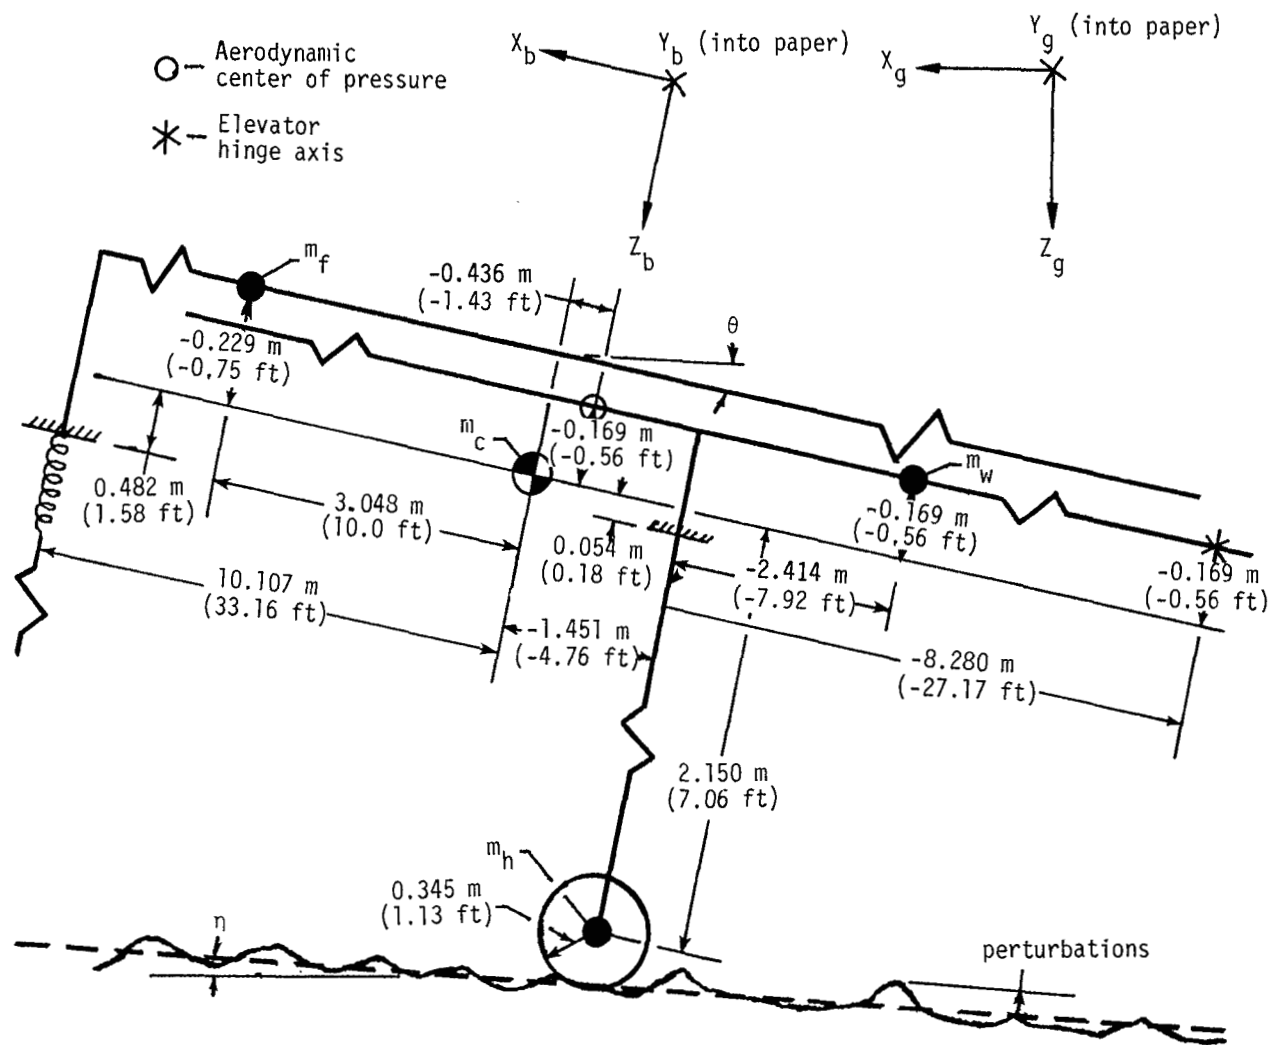 Aerodynamic
center of pressure
Elevator
hinge axis
X_b
Y_b (into paper)
Z_b
X_g
Y_g (into paper)
Z_g
m_f
-0.436 m
(-1.43 ft)
θ
-0.229 m
(-0.75 ft)
m_c
-0.169 m
(-0.56 ft)
m_w
0.482 m
(1.58 ft)
3.048 m
(10.0 ft)
-0.169 m
(-0.56 ft)
0.054 m
(0.18 ft)
-2.414 m
(-7.92 ft)
-0.169 m
(-0.56 ft)
10.107 m
(33.16 ft)
-1.451 m
(-4.76 ft)
-8.280 m
(-27.17 ft)
2.150 m
(7.06 ft)
m_h
0.345 m
(1.13 ft)
η
perturbations